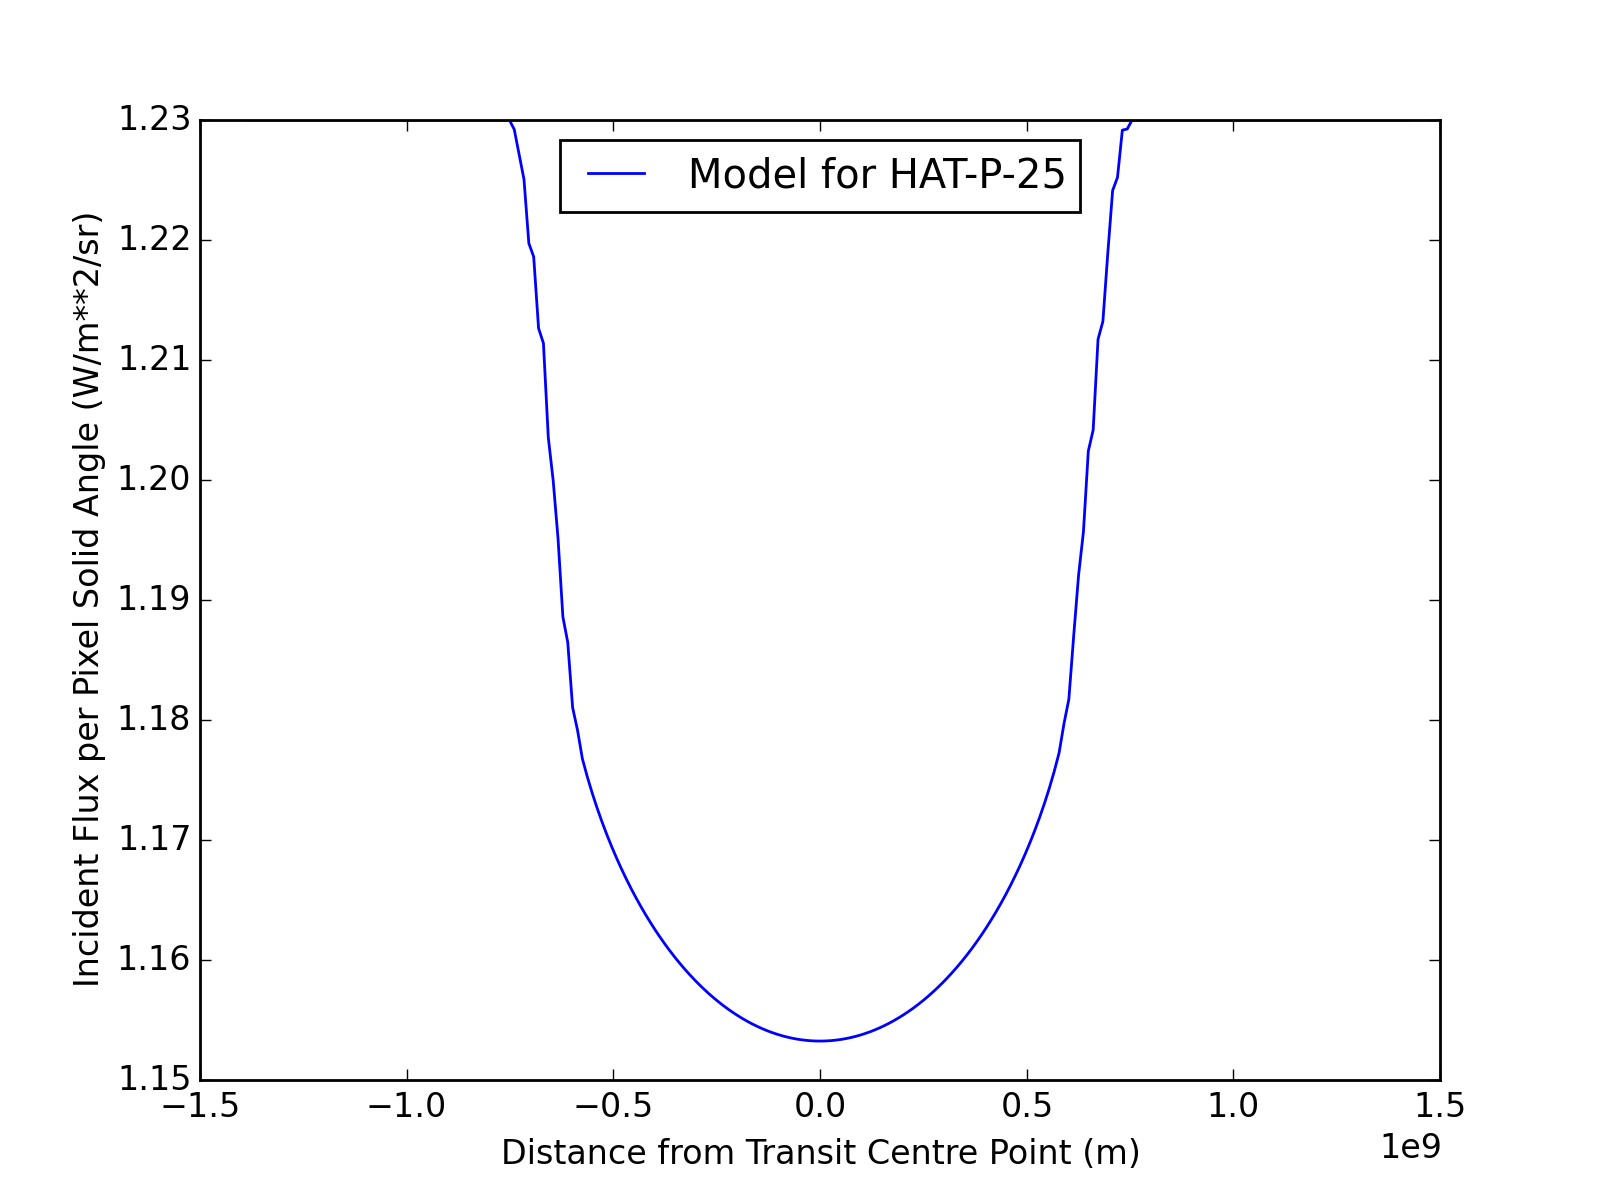 Model for HAT-P-25
Incident Flux per Pixel Solid Angle (W/m**2/sr)
1.23
1.22
1.21
1.20
1.19
1.18
1.17
1.16
1.15
−1.5 −1.0 −0.5 0.0 0.5 1.0 1.5
1e9
Distance from Transit Centre Point (m)